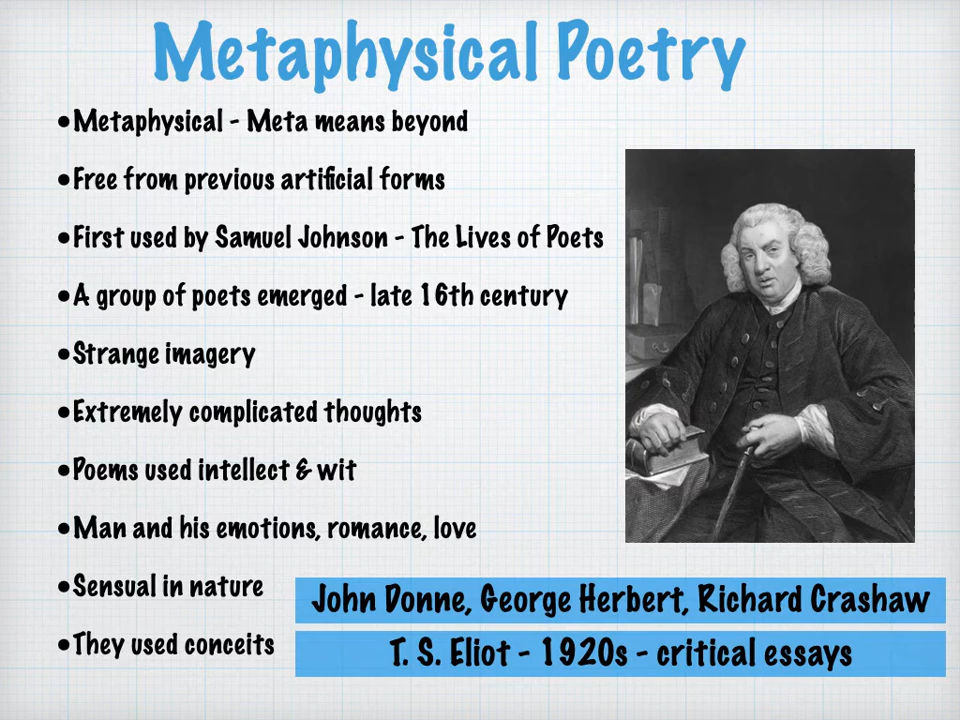 Metaphysical Poetry
•Metaphysical - Meta means beyond
•Free from previous artificial forms
•First used by Samuel Johnson - The Lives of Poets
•A group of poets emerged - late 16th century
•Strange imagery
•Extremely complicated thoughts
•Poems used intellect & wit
•Man and his emotions, romance, love
•Sensual in nature
•They used conceits
John Donne, George Herbert, Richard Crashaw
T. S. Eliot - 1920s - critical essays